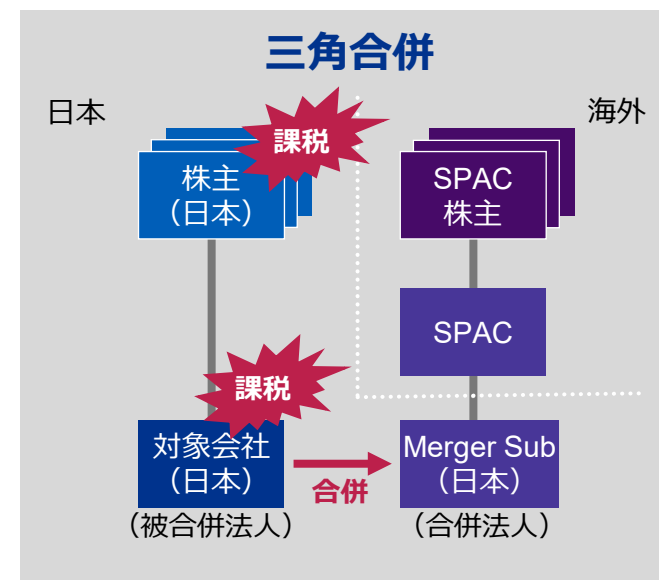 三角合併
日本
海外
課税
株主
（日本）
SPAC
株主
SPAC
課税
対象会社
（日本）
合併
Merger Sub
（日本）
（被合併法人）
（合併法人）